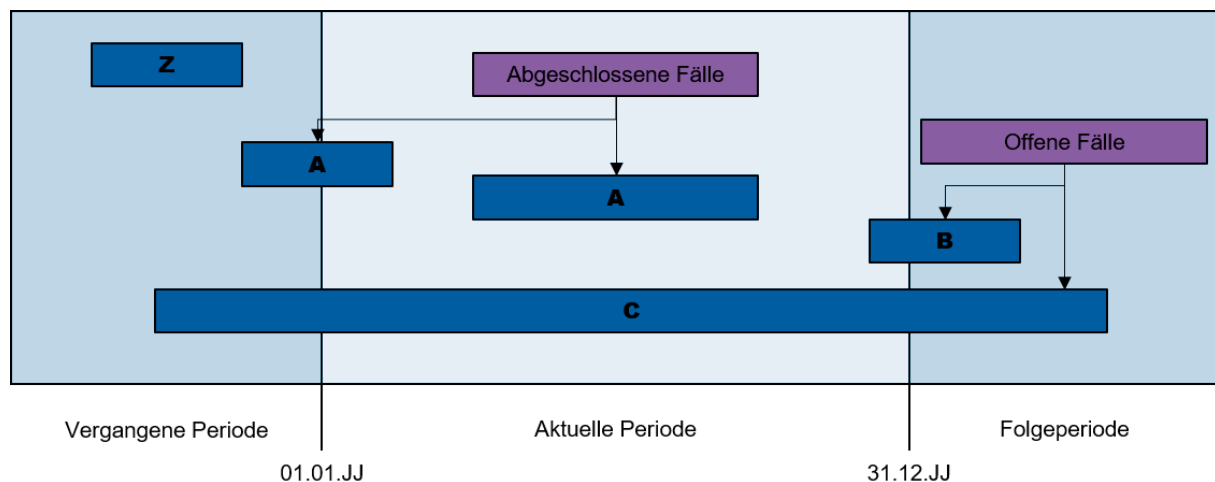 Z
Abgeschlossene Fälle
Offene Fälle
A
A
B
C
Vergangene Periode
Aktuelle Periode
Folgeperiode
01.01.JJ
31.12.JJ